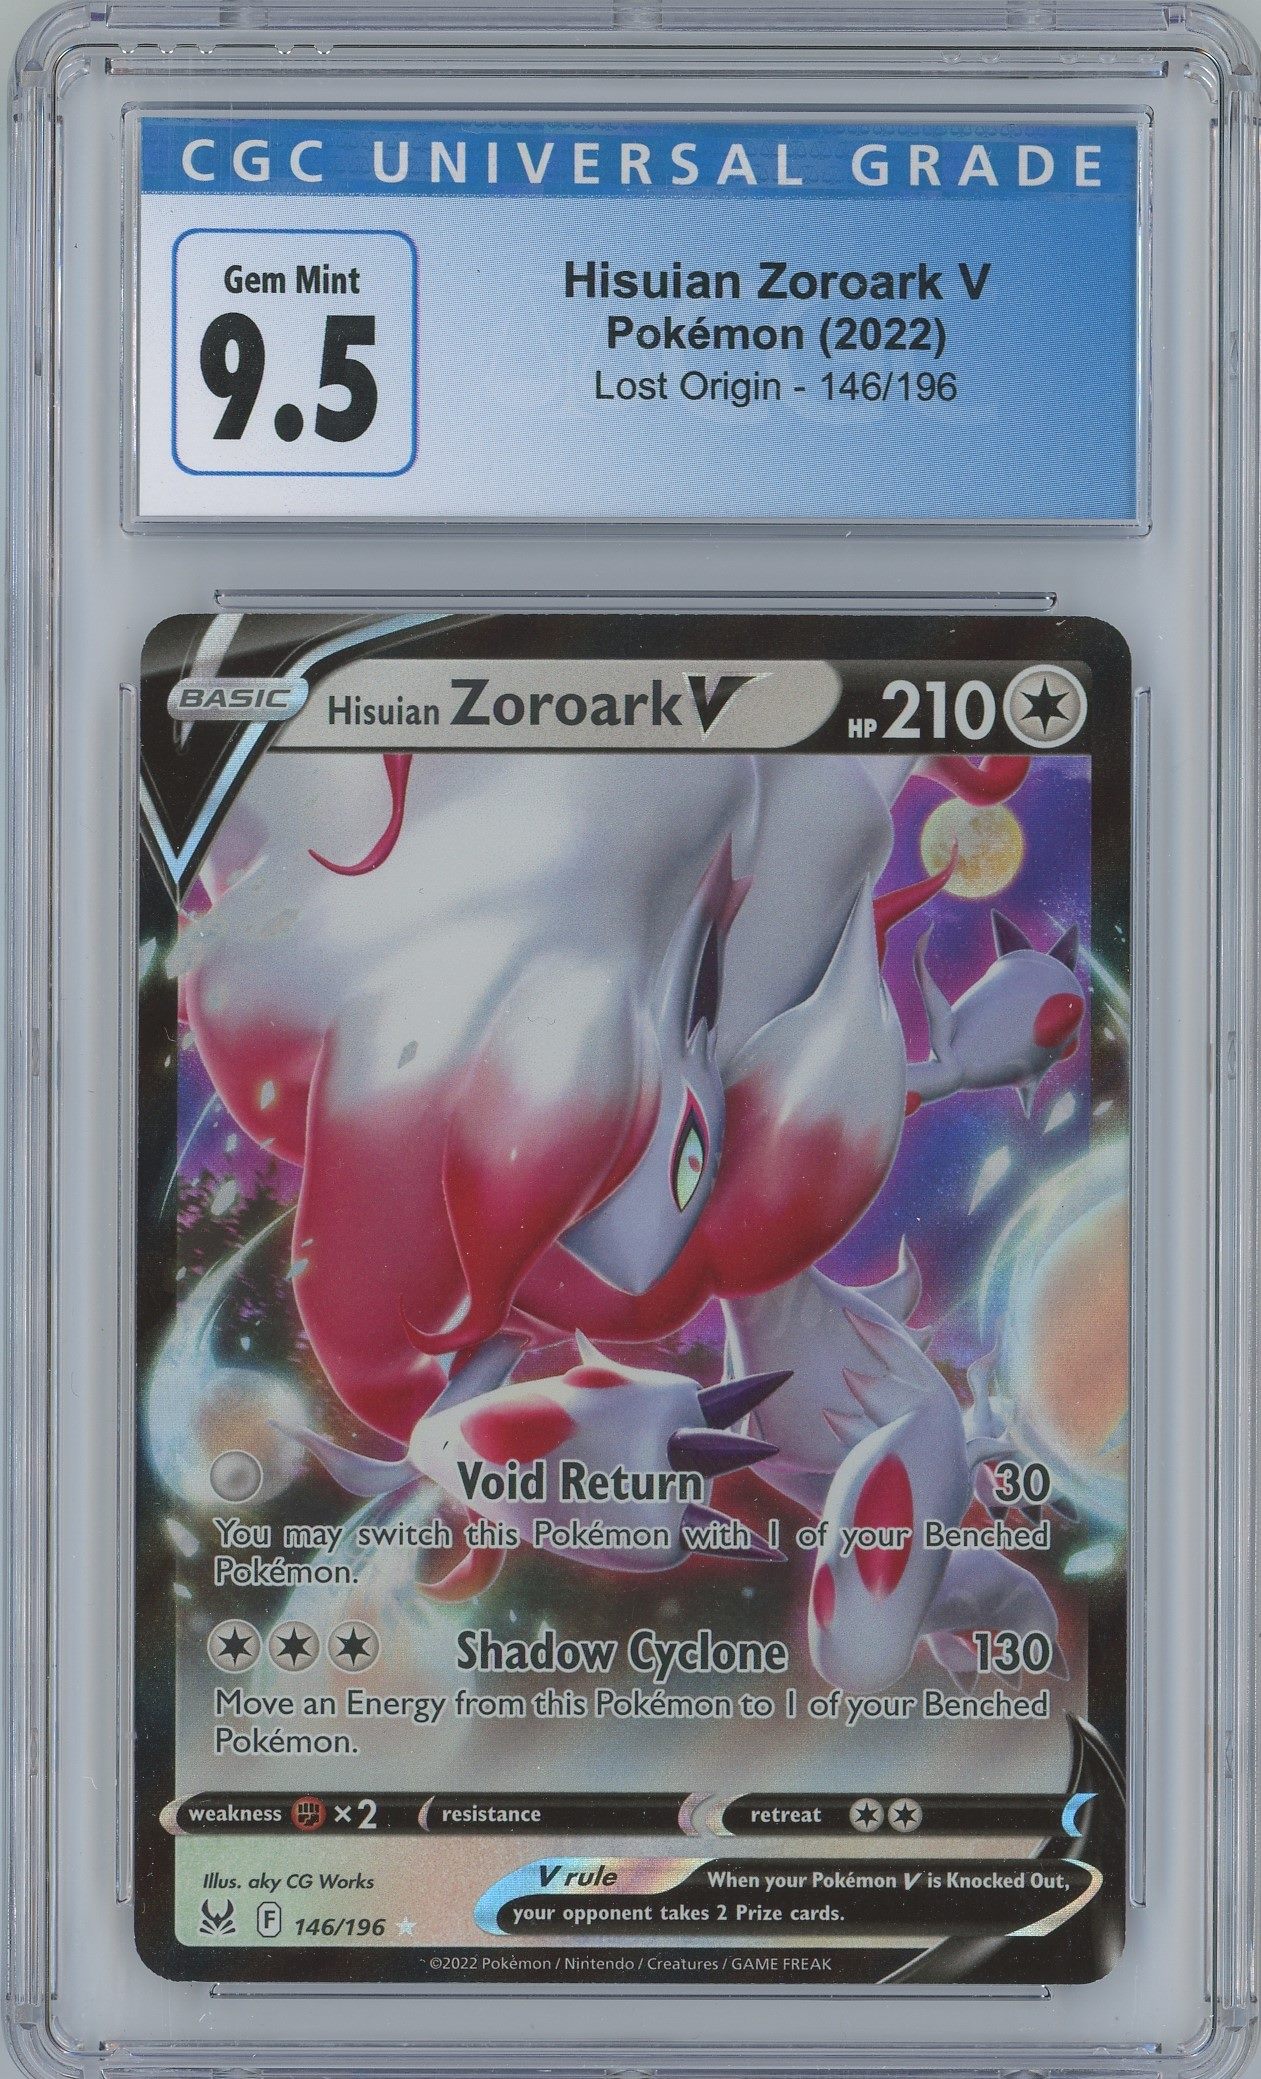 CGC UNIVERSAL GRADE
Gem Mint
9.5
Hisuian Zoroark V
Pokémon (2022)
Lost Origin - 146/196
BASIC
Hisuian Zoroark V
HP 210
Void Return 30
You may switch this Pokémon with 1 of your Benched
Pokémon.
Shadow Cyclone 130
Move an Energy from this Pokémon to 1 of your Benched
Pokémon.
weakness ×2 resistance retreat
Illus. aky CG Works
V rule When your Pokémon V is Knocked Out,
your opponent takes 2 Prize cards.
F 146/196
©2022 Pokémon / Nintendo / Creatures / GAME FREAK